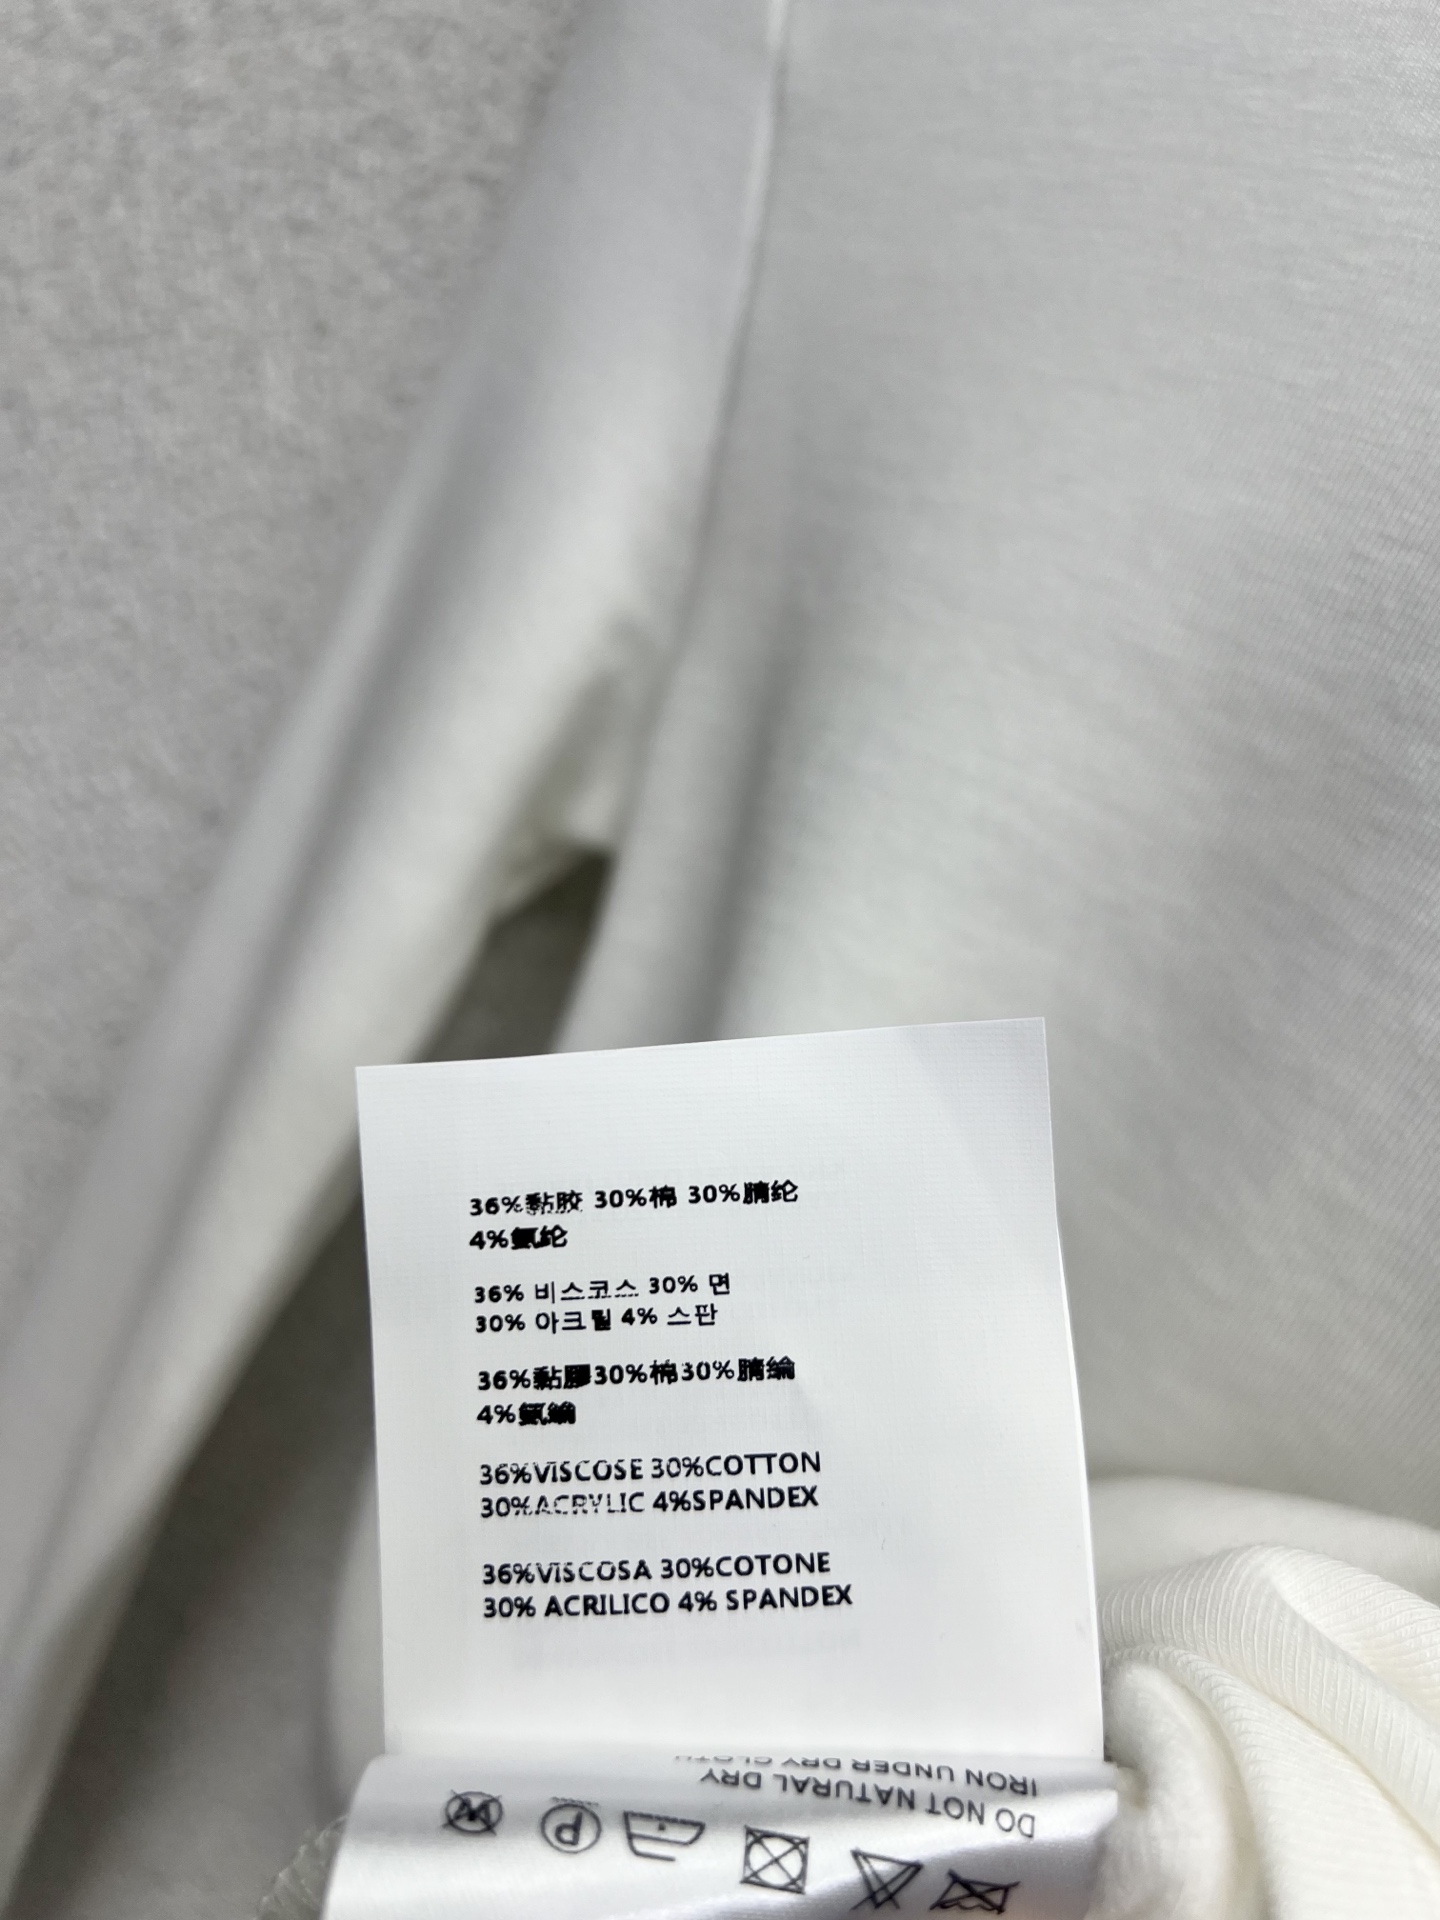 36%黏胶 30%棉 30%腈纶
4%氨纶
36% 비스코스 30% 면
30% 아크릴 4% 스판
36%黏膠30%棉30%腈綸
4%氨綸
36%VISCOSE 30%COTTON
30%ACRYLIC 4%SPANDEX
36%VISCOSA 30%COTONE
30% ACRILICO 4% SPANDEX
IRON UNDER DRY CLOTH
DO NOT NATURAL DRY
W P